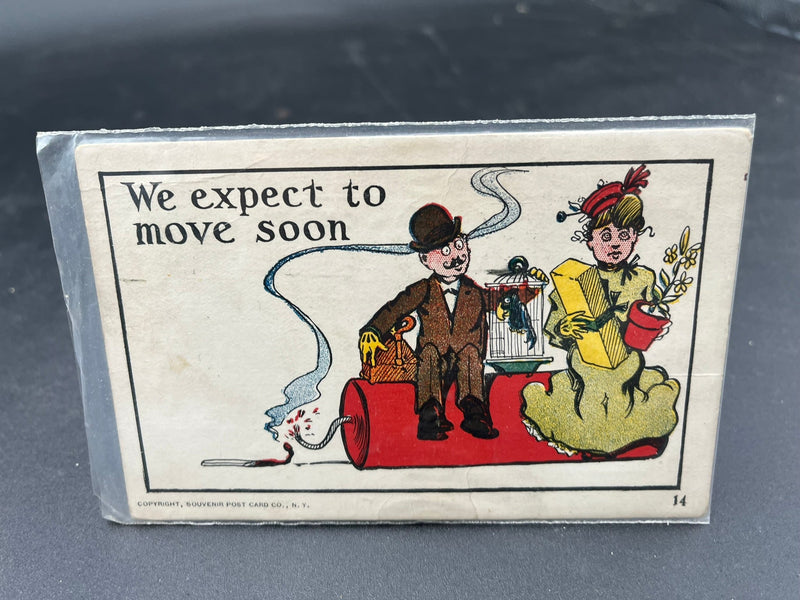 We expect to
move soon
COPYRIGHT, SOUVENIR POST CARD CO., N. Y.
14